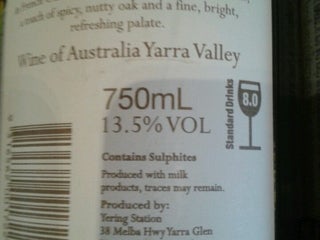 in French
a touch of spicy, nutty oak and a fine, bright,
refreshing palate.
Wine of Australia Yarra Valley
750mL
13.5% VOL
Standard Drinks
8.0
Contains Sulphites
Produced with milk
products, traces may remain.
Produced by:
Yering Station
38 Melba Hwy Yarra Glen